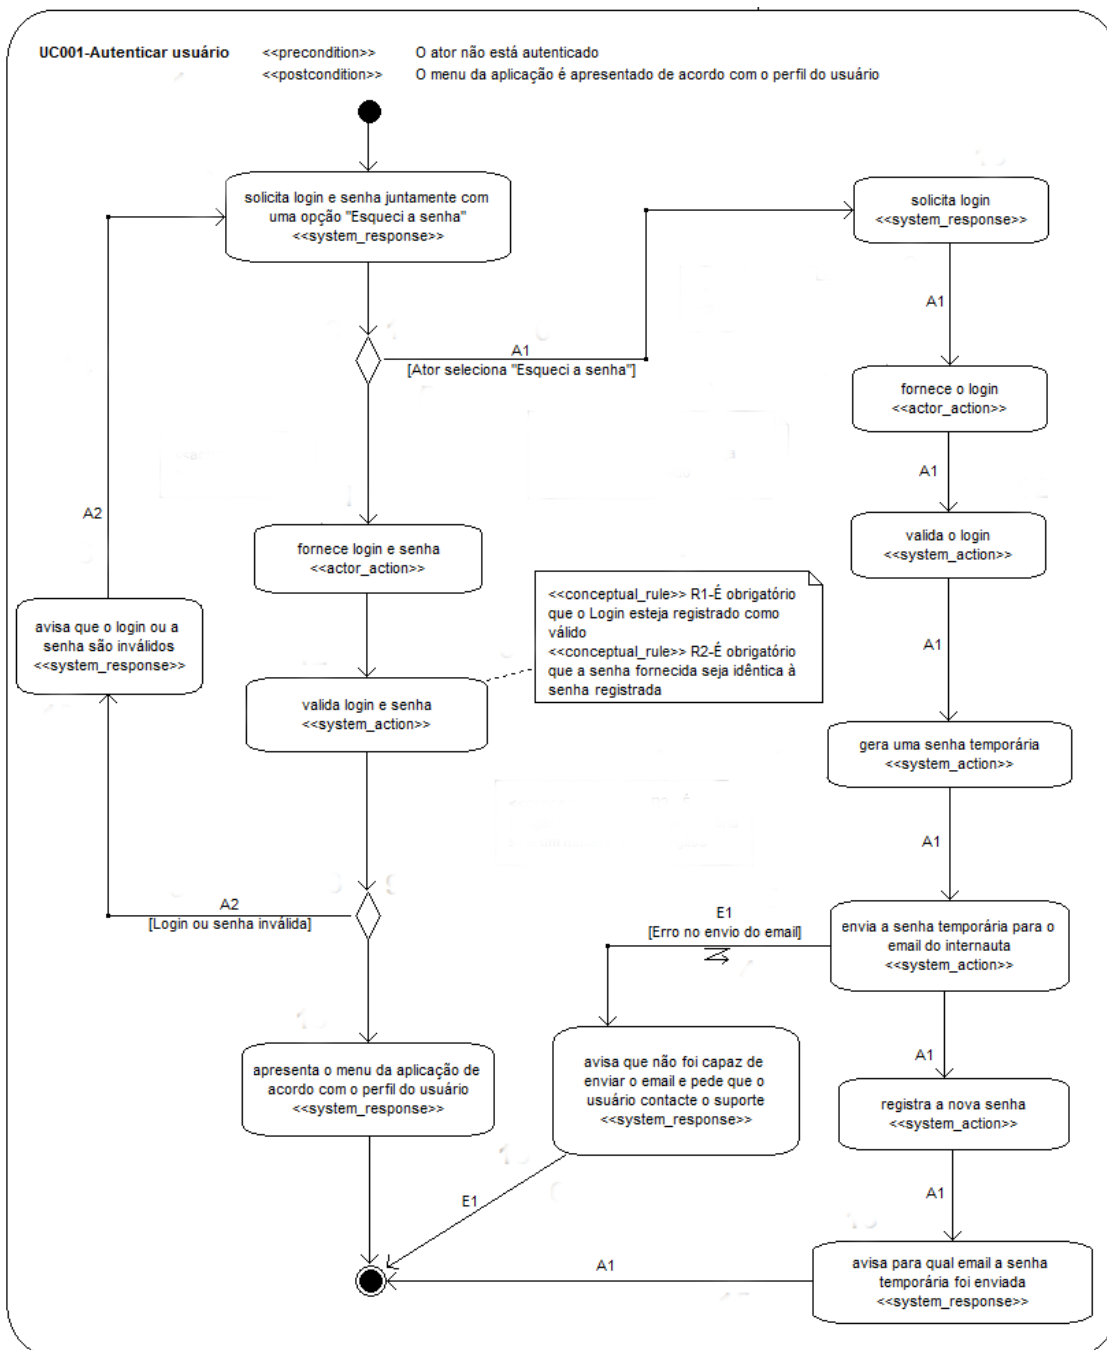 UC001-Autenticar usuário <<precondition>> O ator não está autenticado
<<postcondition>> O menu da aplicação é apresentado de acordo com o perfil do usuário
solicita login e senha juntamente com
uma opção "Esqueci a senha"
<<system_response>>
A1
[Ator seleciona "Esqueci a senha"]
solicita login
<<system_response>>
A1
fornece o login
<<actor_action>>
A1
valida o login
<<system_action>>
A1
gera uma senha temporária
<<system_action>>
A1
envia a senha temporária para o
email do internauta
<<system_action>>
A1
registra a nova senha
<<system_action>>
A1
avisa para qual email a senha
temporária foi enviada
<<system_response>>
A1
E1
[Erro no envio do email]
avisa que não foi capaz de
enviar o email e pede que o
usuário contacte o suporte
<<system_response>>
E1
fornece login e senha
<<actor_action>>
valida login e senha
<<system_action>>
<<conceptual_rule>> R1-É obrigatório
que o Login esteja registrado como
válido
<<conceptual_rule>> R2-É obrigatório
que a senha fornecida seja idêntica à
senha registrada
A2
[Login ou senha inválida]
avisa que o login ou a
senha são inválidos
<<system_response>>
A2
apresenta o menu da aplicação de
acordo com o perfil do usuário
<<system_response>>